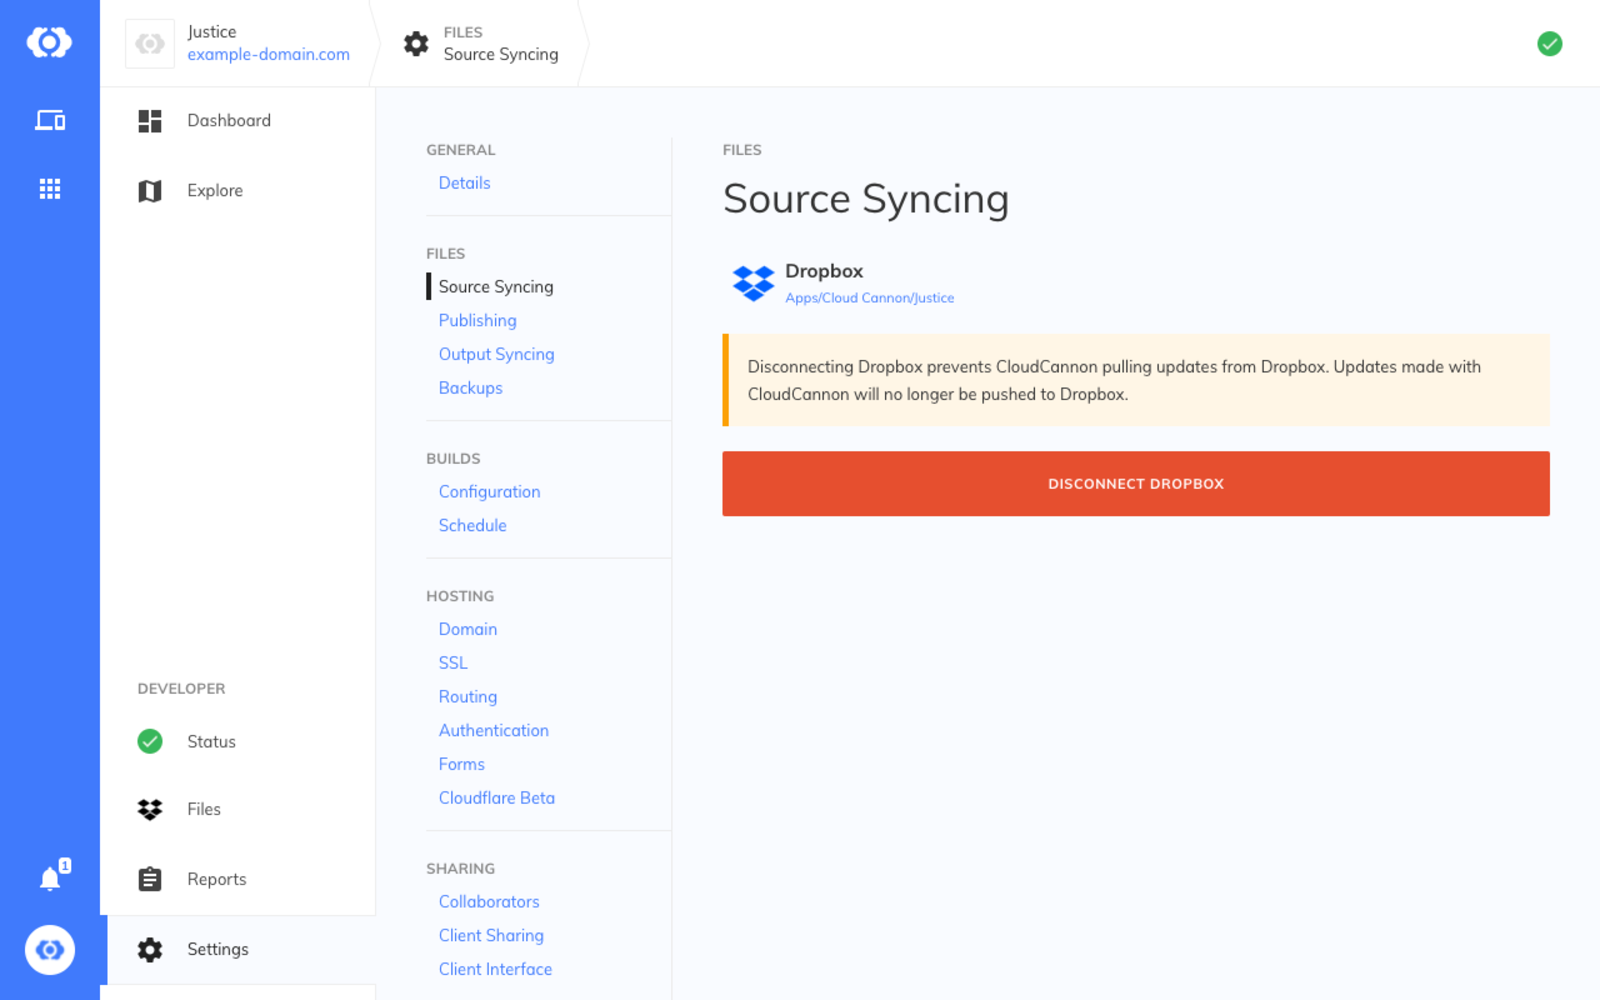 Justice
example-domain.com
FILES
Source Syncing
Dashboard
Explore
DEVELOPER
Status
Files
Reports
Settings
1
GENERAL
Details
FILES
Source Syncing
Publishing
Output Syncing
Backups
BUILDS
Configuration
Schedule
HOSTING
Domain
SSL
Routing
Authentication
Forms
Cloudflare Beta
SHARING
Collaborators
Client Sharing
Client Interface
FILES
Source Syncing
Dropbox
Apps/Cloud Cannon/Justice
Disconnecting Dropbox prevents CloudCannon pulling updates from Dropbox. Updates made with
CloudCannon will no longer be pushed to Dropbox.
DISCONNECT DROPBOX